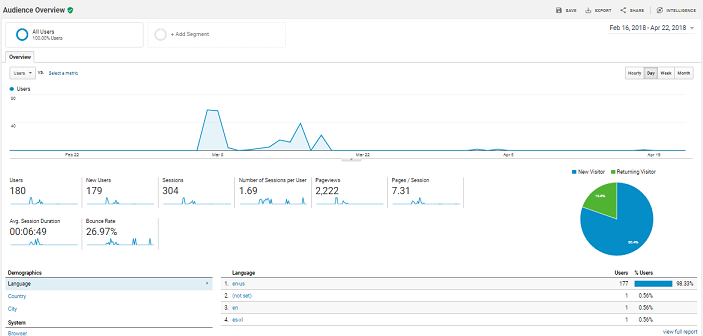 Audience Overview
SAVE EXPORT SHARE INTELLIGENCE
All Users
100.00% Users
+ Add Segment
Feb 16, 2018 - Apr 22, 2018
Overview
Users VS. Select a metric
Hourly Day Week Month
Users
80
40
Feb 22 Mar 8 Mar 22 Apr 5 Apr 19
Users New Users Sessions Number of Sessions per User Pageviews Pages / Session
180 179 304 1.69 2,222 7.31
Avg. Session Duration Bounce Rate
00:06:49 26.97%
New Visitor Returning Visitor
Demographics
Language
Country
City
System
Browser
Language Users % Users
1. en-us 177 98.33%
2. (not set) 1 0.56%
3. en 1 0.56%
4. 1 0.56%
view full report